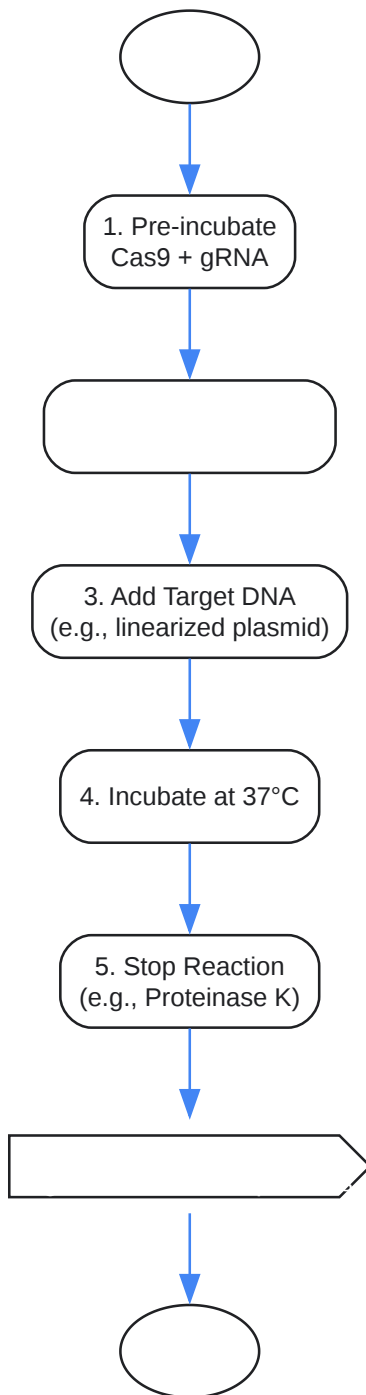 1. Pre-incubate
Cas9 + gRNA
3. Add Target DNA
(e.g., linearized plasmid)
4. Incubate at 37°C
5. Stop Reaction
(e.g., Proteinase K)